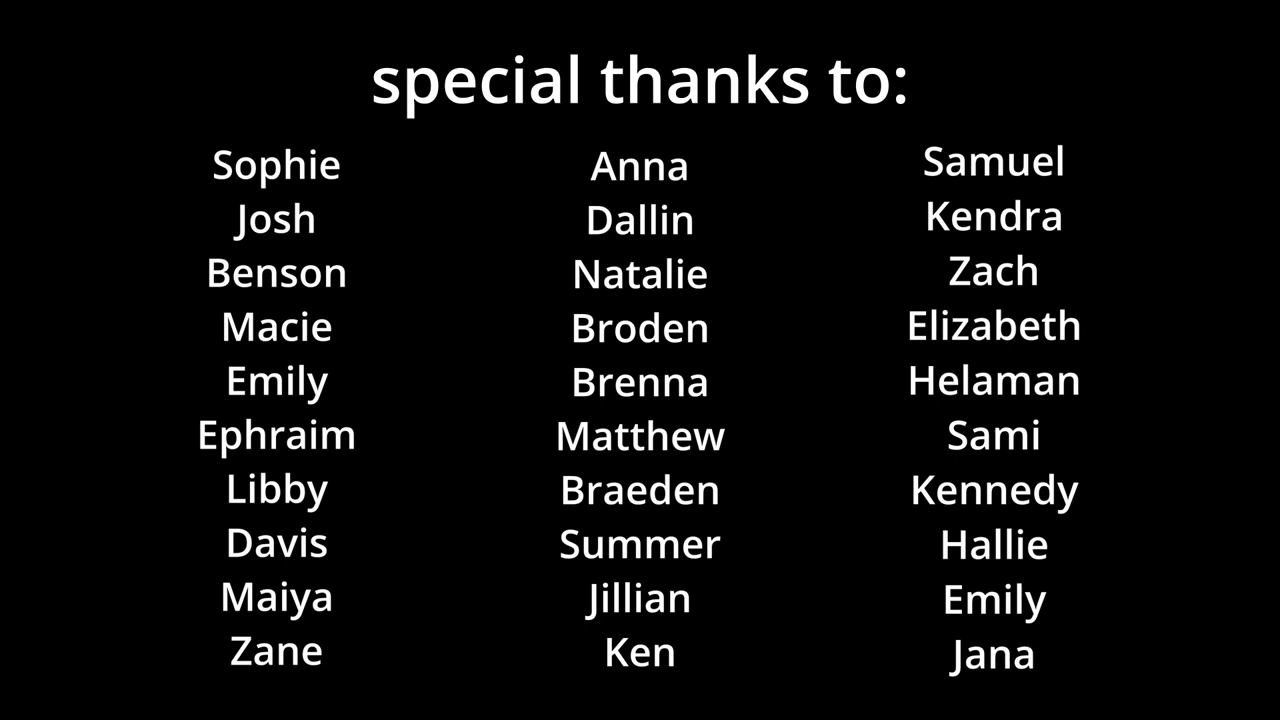 special thanks to:
Sophie
Josh
Benson
Macie
Emily
Ephraim
Libby
Davis
Maiya
Zane
Anna
Dallin
Natalie
Broden
Brenna
Matthew
Braeden
Summer
Jillian
Ken
Samuel
Kendra
Zach
Elizabeth
Helaman
Sami
Kennedy
Hallie
Emily
Jana